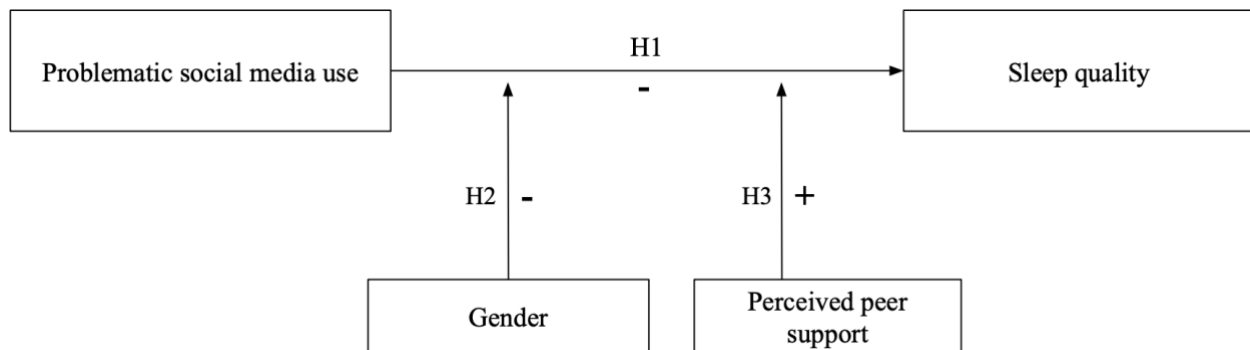 H1
Problematic social media use
Sleep quality
-
H2
-
H3
+
Gender
Perceived peer
support